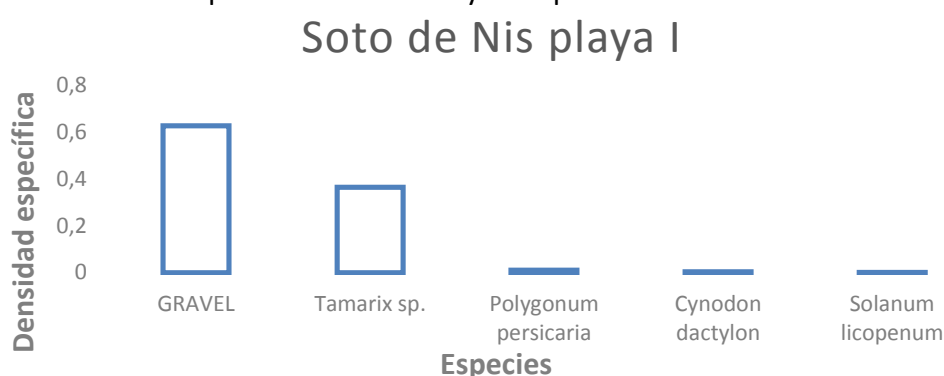 Soto de Nis playa I
Densidad específica
0,8
0,6
0,4
0,2
0
GRAVEL
Tamarix sp.
Polygonum
persicaria
Cynodon
dactylon
Solanum
licopenum
Especies